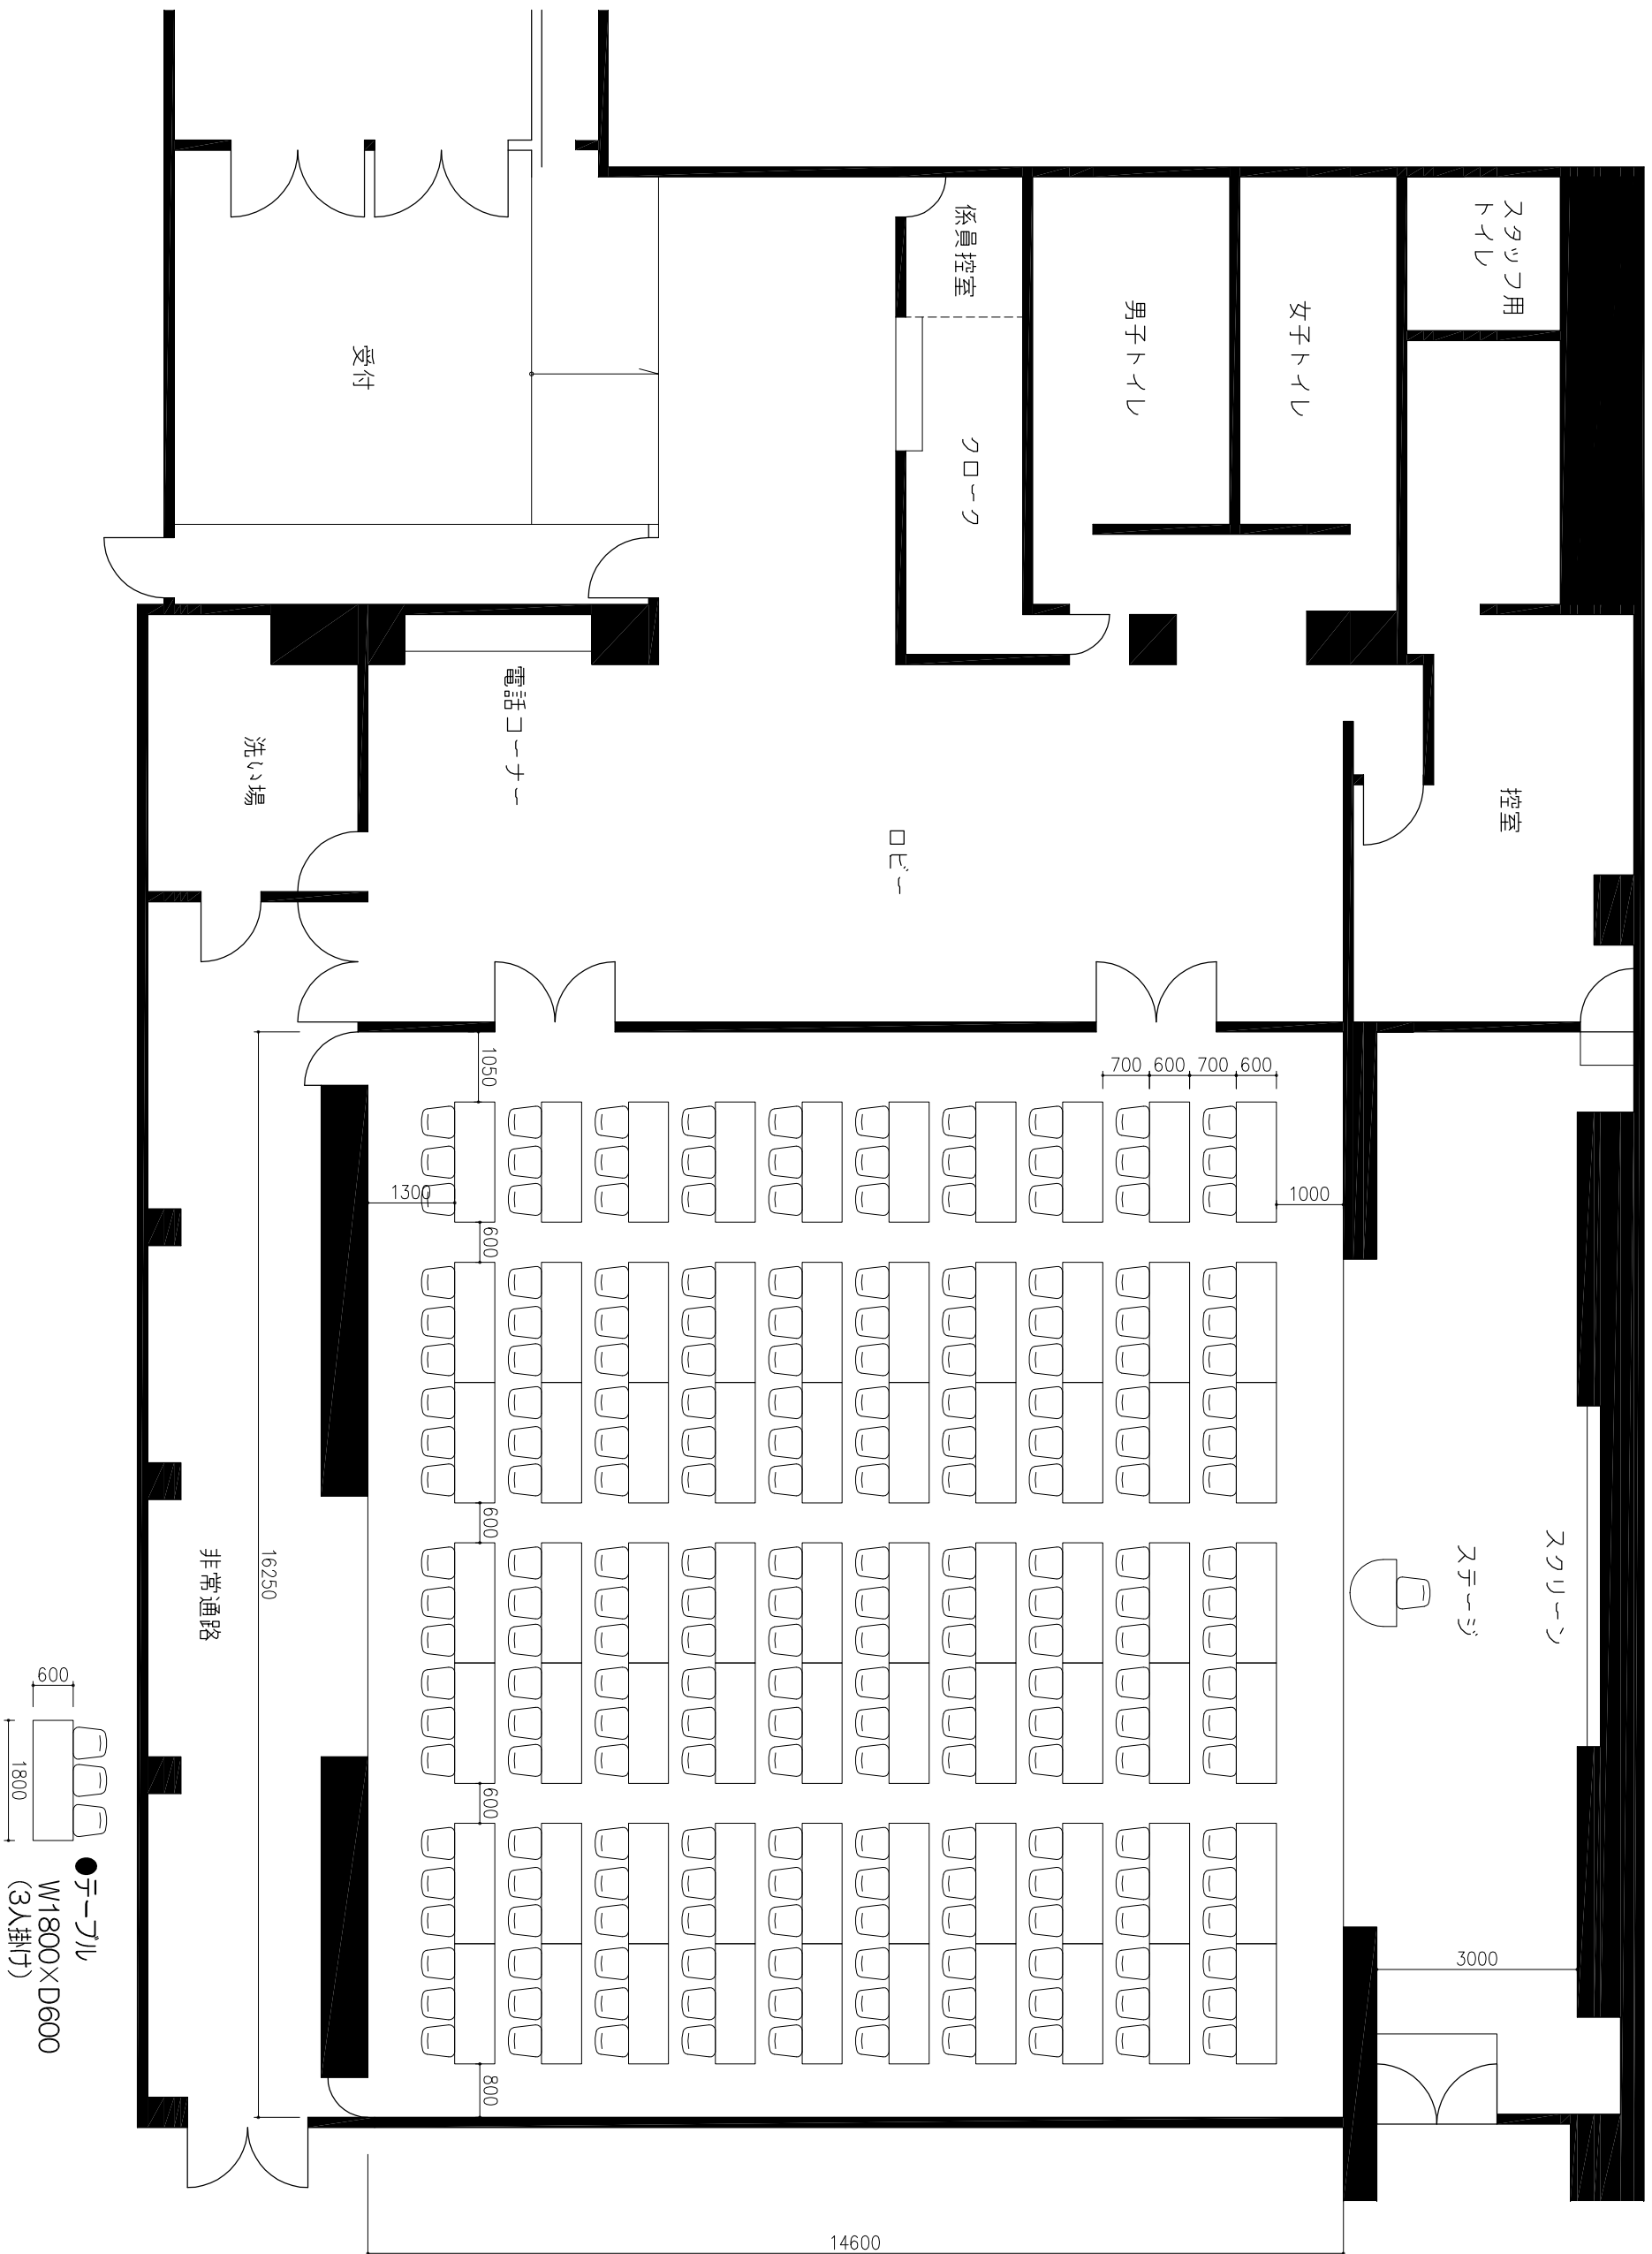 スタッフ用
トイレ
女子トイレ
男子トイレ
係員控室
クローク
受付
控室
電話コーナー
洗い場
ロビー
1050
700
600
700
600
1300
1000
600
600
600
800
スクリーン
ステージ
3000
16250
非常通路
14600
600
1800
●テーブル
W1800×D600
(3人掛け)